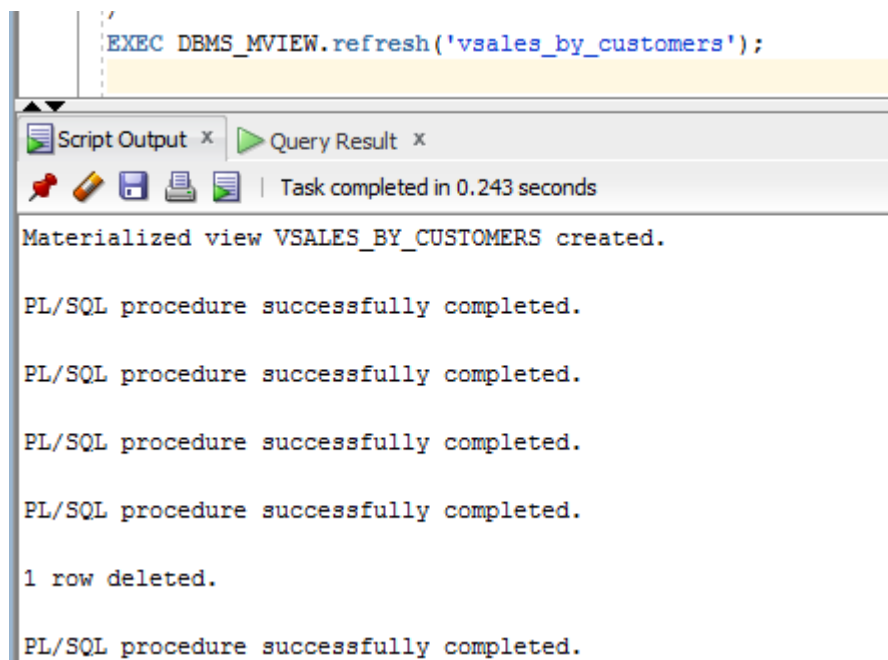 /
EXEC DBMS_MVIEW.refresh('vsales_by_customers');
Script Output x Query Result x
Task completed in 0.243 seconds
Materialized view VSALES_BY_CUSTOMERS created.
PL/SQL procedure successfully completed.
PL/SQL procedure successfully completed.
PL/SQL procedure successfully completed.
PL/SQL procedure successfully completed.
1 row deleted.
PL/SQL procedure successfully completed.